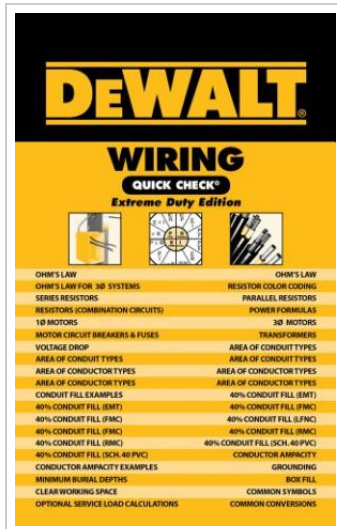 DEWALT®
WIRING
QUICK CHECK®
Extreme Duty Edition
OHM'S LAW OHM'S LAW
OHM'S LAW FOR 3Ø SYSTEMS RESISTOR COLOR CODING
SERIES RESISTORS PARALLEL RESISTORS
RESISTORS (COMBINATION CIRCUITS) POWER FORMULAS
1Ø MOTORS 3Ø MOTORS
MOTOR CIRCUIT BREAKERS & FUSES TRANSFORMERS
VOLTAGE DROP AREA OF CONDUIT TYPES
AREA OF CONDUIT TYPES AREA OF CONDUIT TYPES
AREA OF CONDUCTOR TYPES AREA OF CONDUCTOR TYPES
AREA OF CONDUCTOR TYPES AREA OF CONDUCTOR TYPES
CONDUIT FILL EXAMPLES 40% CONDUIT FILL (EMT)
40% CONDUIT FILL (EMT) 40% CONDUIT FILL (FMC)
40% CONDUIT FILL (FMC) 40% CONDUIT FILL (LFNC)
40% CONDUIT FILL (FMC) 40% CONDUIT FILL (RMC)
40% CONDUIT FILL (RMC) 40% CONDUIT FILL (SCH. 40 PVC)
40% CONDUIT FILL (SCH. 40 PVC) CONDUCTOR AMPACITY
CONDUCTOR AMPACITY EXAMPLES GROUNDING
MINIMUM BURIAL DEPTHS BOX FILL
CLEAR WORKING SPACE COMMON SYMBOLS
OPTIONAL SERVICE LOAD CALCULATIONS COMMON CONVERSIONS